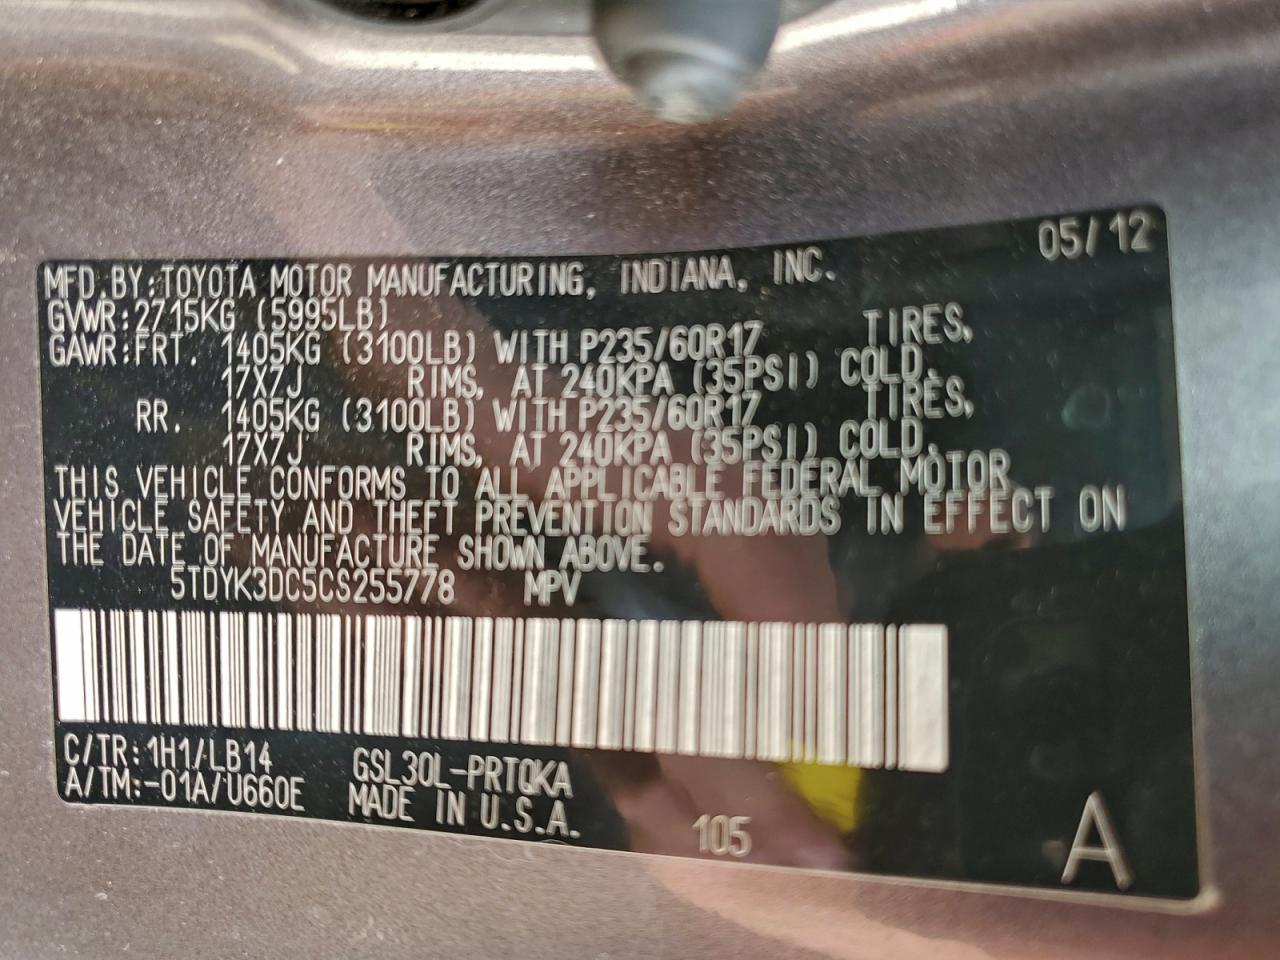 05/12
MFD.BY:TOYOTA MOTOR MANUFACTURING, INDIANA, INC.
GVWR:2715KG (5995LB)
GAWR:FRT. 1405KG (3100LB) WITH P235/60R17 TIRES,
17X7J RIMS, AT 240KPA (35PSI) COLD.
RR. 1405KG (3100LB) WITH P235/60R17 TIRES,
17X7J RIMS, AT 240KPA (35PSI) COLD.
THIS VEHICLE CONFORMS TO ALL APPLICABLE FEDERAL MOTOR
VEHICLE SAFETY AND THEFT PREVENTION STANDARDS IN EFFECT ON
THE DATE OF MANUFACTURE SHOWN ABOVE.
5TDYK3DC5CS255778 MPV
C/TR:1H1/LB14 GSL30L-PRTQKA
A/TM:-01A/U660E MADE IN U.S.A.
105
A